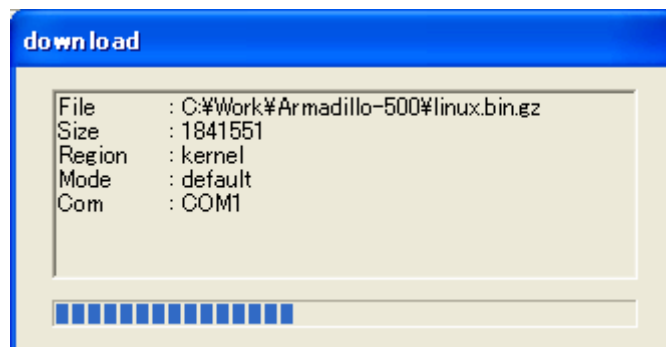 download
File : C:¥Work¥Armadillo-500¥linux.bin.gz
Size : 1841551
Region : kernel
Mode : default
Com : COM1